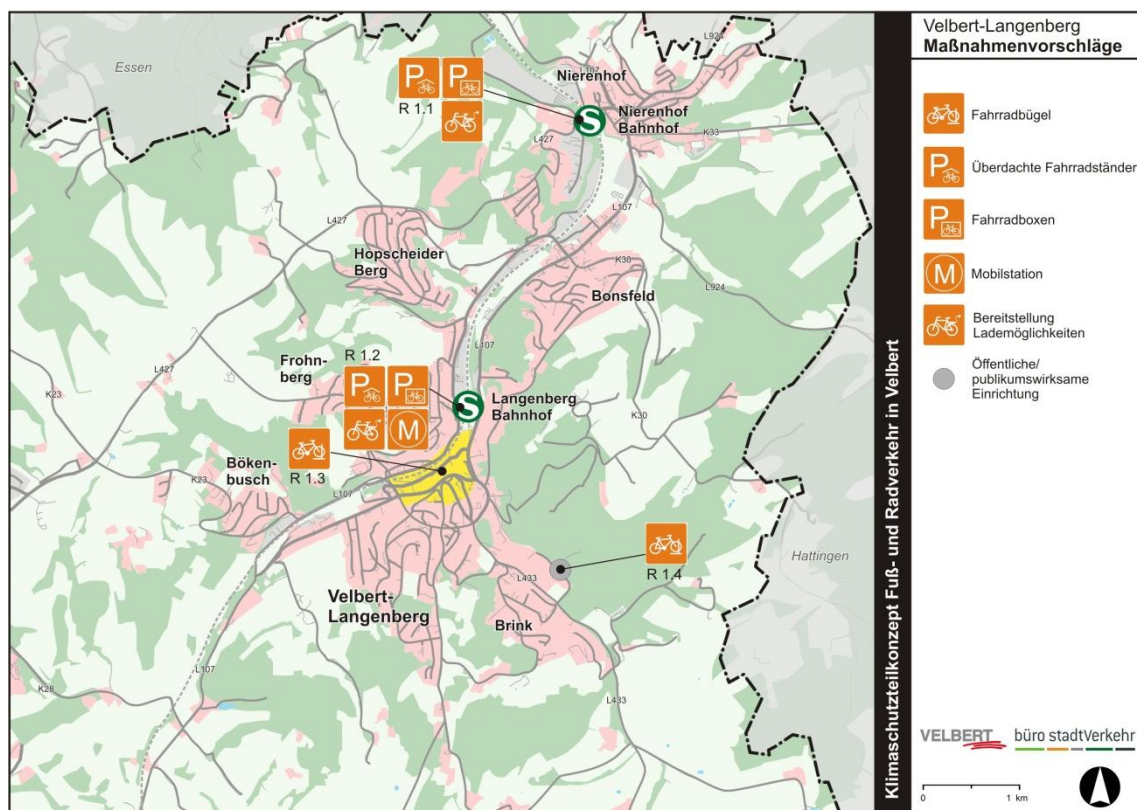 Essen
L924
L107
Nierenhof
R 1.1
Nierenhof
Bahnhof
L427
K33
L427
L107
Hopscheider
Berg
K30
Bonsfeld
L924
L107
R 1.2
Frohn-
berg
L427
K23
Langenberg
Bahnhof
K30
M
Böken-
busch
R 1.3
K23
L107
Hattingen
L433
R 1.4
Velbert-
Langenberg
Brink
L107
K28
L433
Klimaschutzteilkonzept Fuß- und Radverkehr in Velbert
Velbert-Langenberg
Maßnahmenvorschläge
Fahrradbügel
P
Überdachte Fahrradständer
P
Fahrradboxen
M
Mobilstation
Bereitstellung
Lademöglichkeiten
Öffentliche/
publikumswirksame
Einrichtung
VELBERT büro stadtVerkehr
0 1 km